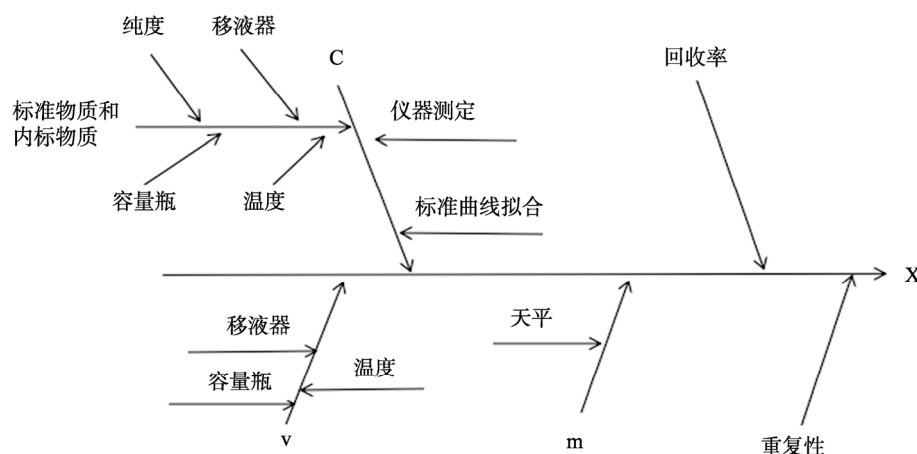 纯度
移液器
C
回收率
标准物质和
内标物质
仪器测定
容量瓶
温度
标准曲线拟合
X
移液器
天平
容量瓶
温度
v
m
重复性